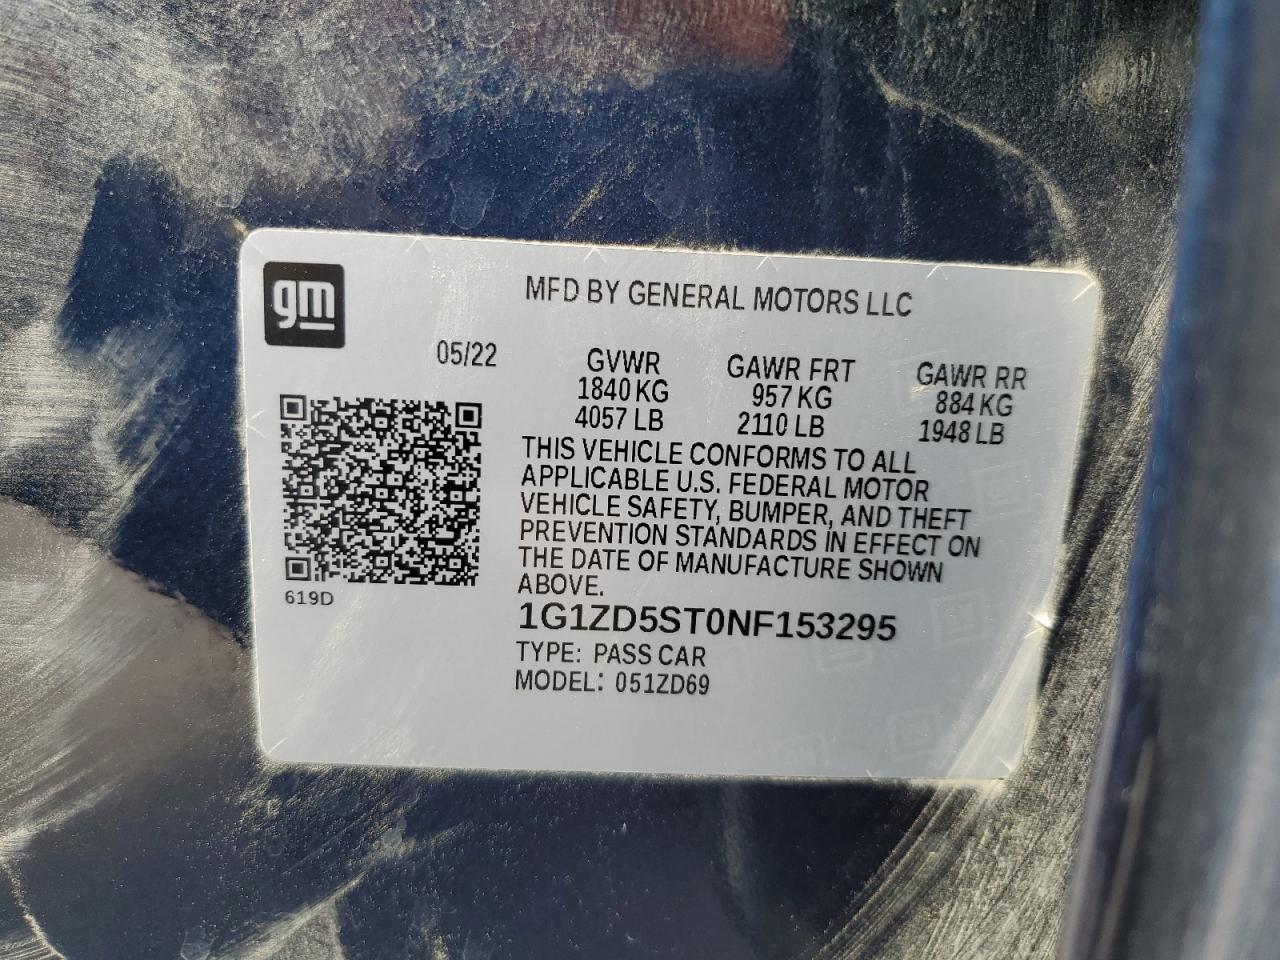 gm
MFD BY GENERAL MOTORS LLC
05/22
GVWR
1840 KG
4057 LB
GAWR FRT
957 KG
2110 LB
GAWR RR
884 KG
1948 LB
THIS VEHICLE CONFORMS TO ALL
APPLICABLE U.S. FEDERAL MOTOR
VEHICLE SAFETY, BUMPER, AND THEFT
PREVENTION STANDARDS IN EFFECT ON
THE DATE OF MANUFACTURE SHOWN
ABOVE.
619D
1G1ZD5ST0NF153295
TYPE: PASS CAR
MODEL: 051ZD69